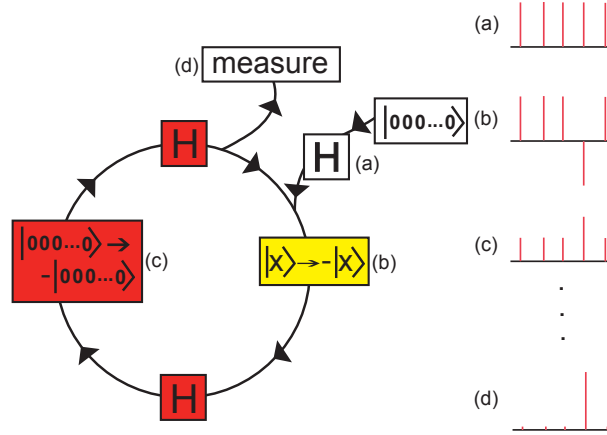 (d) measure
|000...0⟩
H
H
(a)
|000...0⟩ →
-|000...0⟩
(c)
|X⟩→-|X⟩
(b)
H
(a)
(b)
(c)
.
.
.
(d)